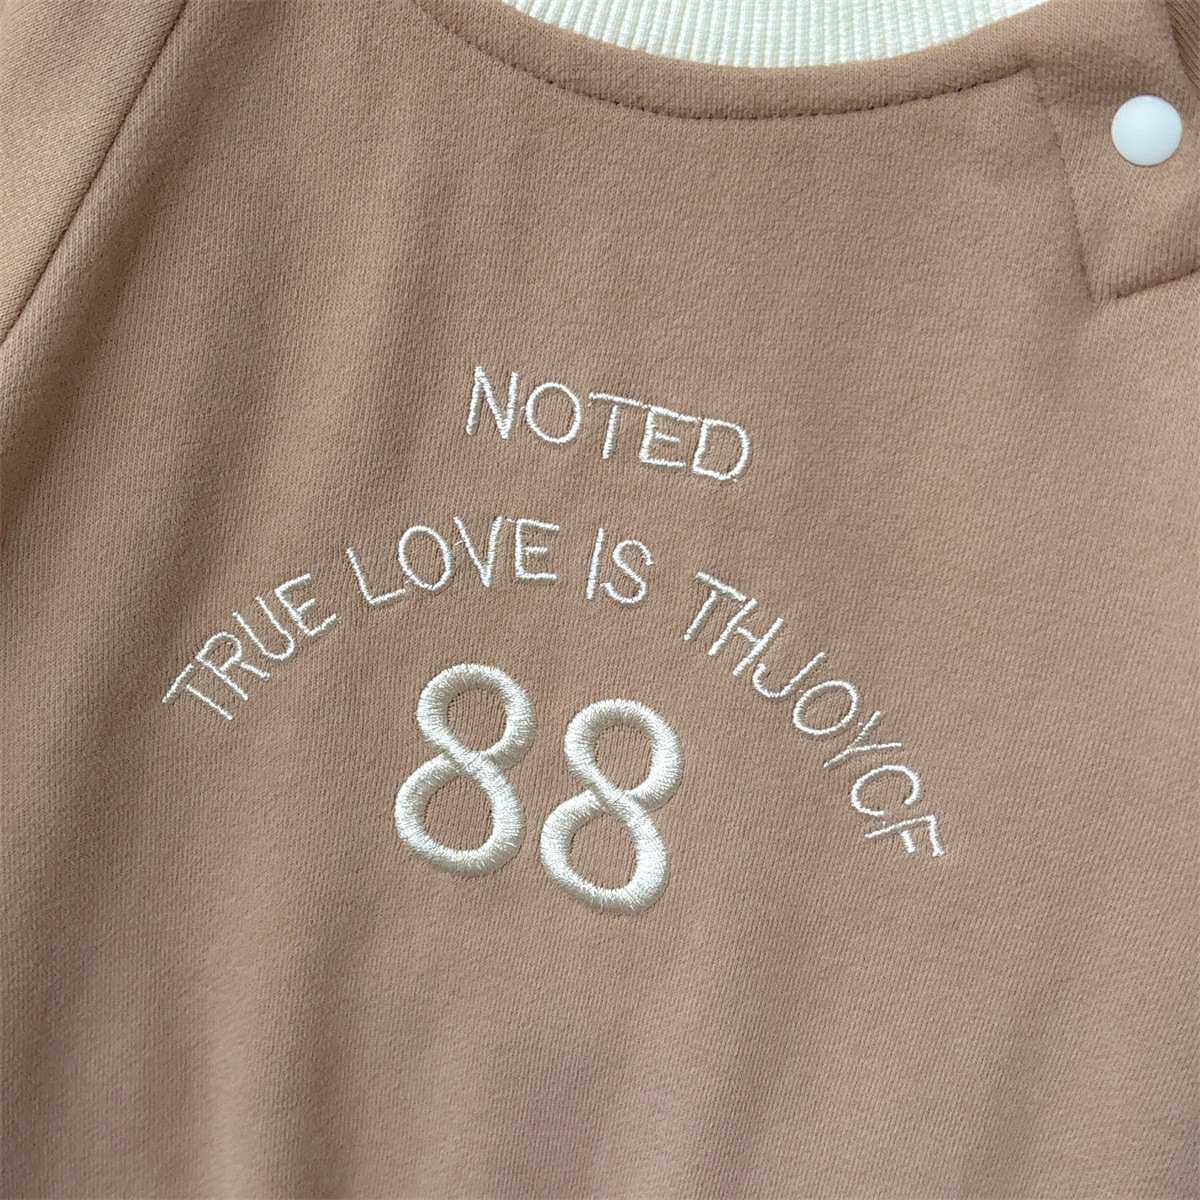 NOTED
TRUE LOVE IS THJOYCF
88